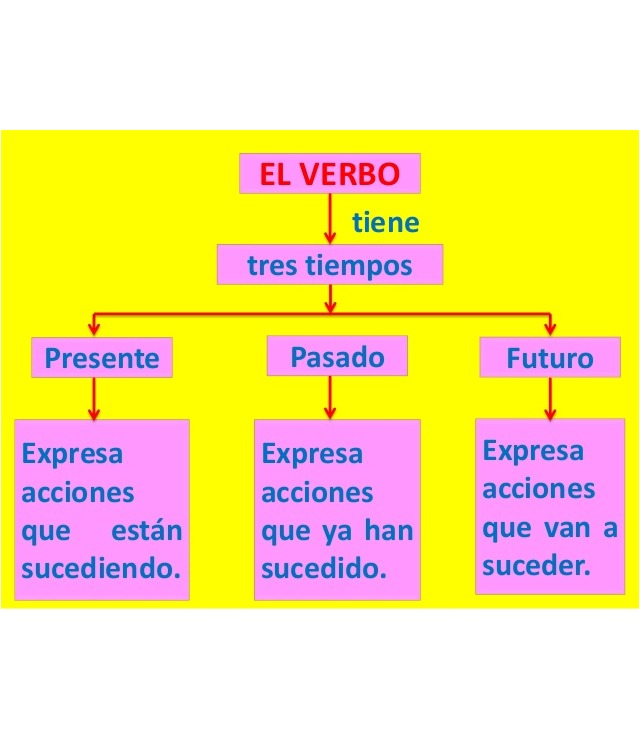 EL VERBO
tiene
tres tiempos
Presente
Pasado
Futuro
Expresa
acciones
que están
sucediendo.
Expresa
acciones
que ya han
sucedido.
Expresa
acciones
que van a
suceder.